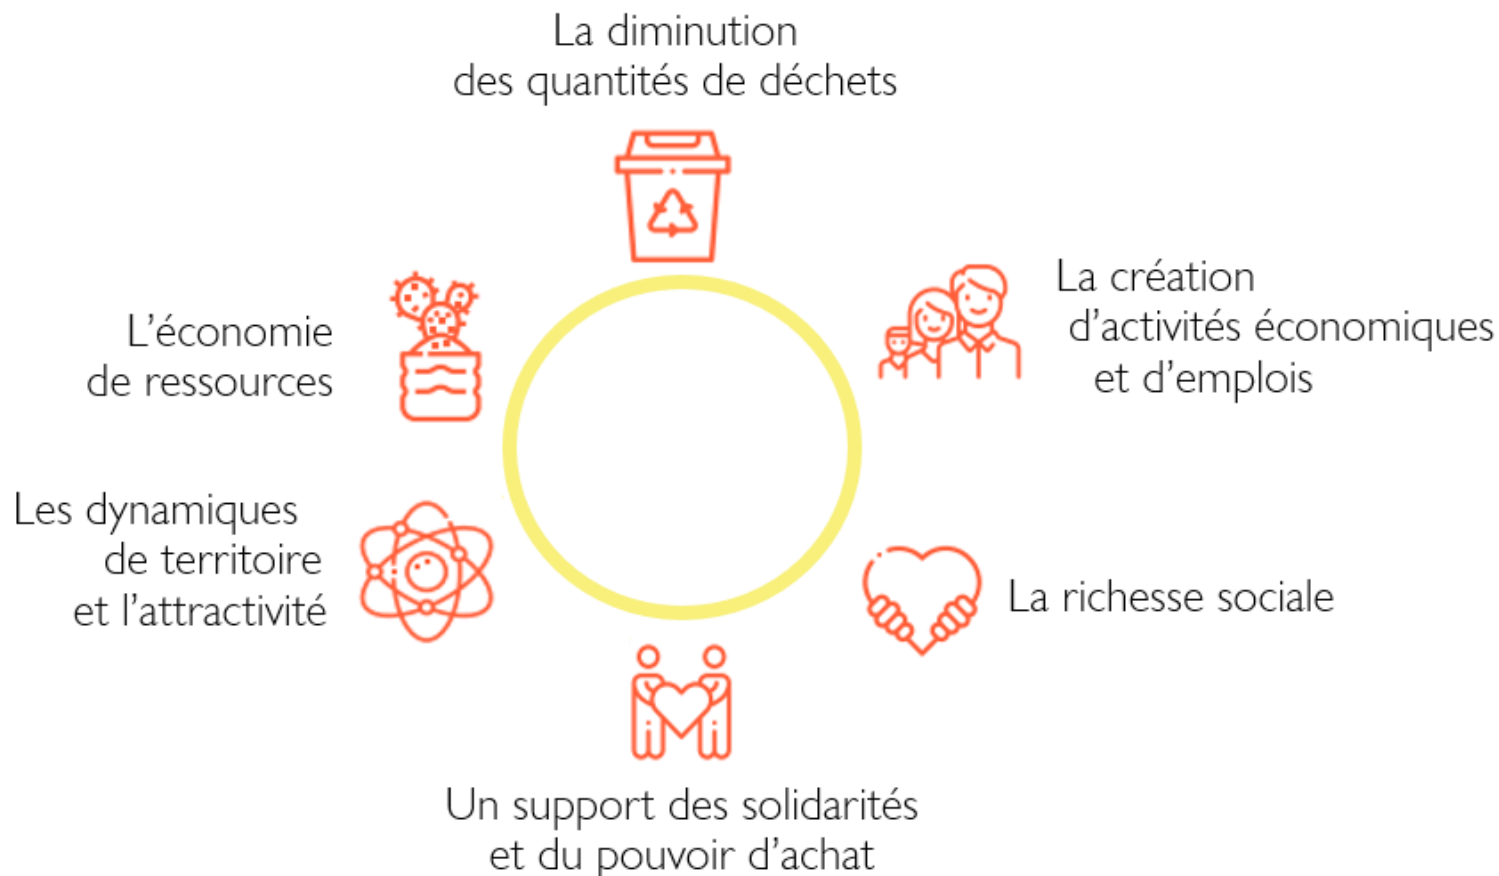 La diminution
des quantités de déchets
La création
d’activités économiques
et d’emplois
La richesse sociale
Un support des solidarités
et du pouvoir d’achat
Les dynamiques
de territoire
et l’attractivité
L’économie
de ressources